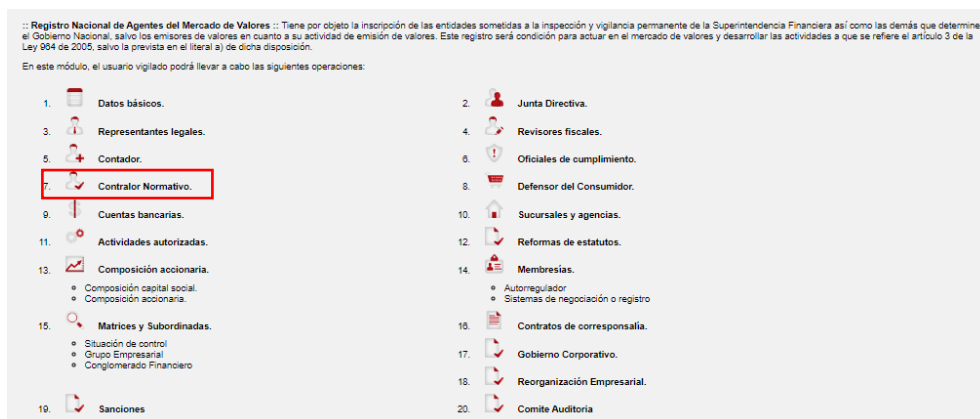 :: Registro Nacional de Agentes del Mercado de Valores :: Tiene por objeto la inscripción de las entidades sometidas a la inspección y vigilancia permanente de la Superintendencia Financiera así como las demás que determine
el Gobierno Nacional, salvo los emisores de valores en cuanto a su actividad de emisión de valores. Este registro será condición para actuar en el mercado de valores y desarrollar las actividades a que se refiere el artículo 3 de la
Ley 964 de 2005, salvo la prevista en el literal a) de dicha disposición.
En este módulo, el usuario vigilado podrá llevar a cabo las siguientes operaciones:
1. Datos básicos.
2. Junta Directiva.
3. Representantes legales.
4. Revisores fiscales.
5. Contador.
6. Oficiales de cumplimiento.
7. Contralor Normativo.
8. Defensor del Consumidor.
9. Cuentas bancarias.
10. Sucursales y agencias.
11. Actividades autorizadas.
12. Reformas de estatutos.
13. Composición accionaria.
Composición capital social.
Composición accionaria.
14. Membresías.
Autorregulador
Sistemas de negociación o registro
15. Matrices y Subordinadas.
Situación de control
Grupo Empresarial
Conglomerado Financiero
16. Contratos de corresponsalía.
17. Gobierno Corporativo.
18. Reorganización Empresarial.
19. Sanciones
20. Comite Auditoria